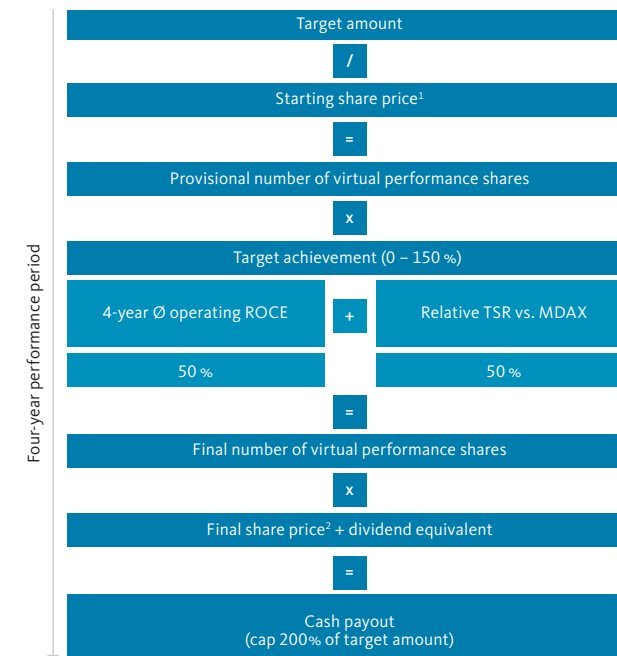 Four-year performance period
Target amount
/
Starting share price¹
=
Provisional number of virtual performance shares
x
Target achievement (0 – 150 %)
4-year Ø operating ROCE
+
Relative TSR vs. MDAX
50 %
50 %
=
Final number of virtual performance shares
x
Final share price² + dividend equivalent
=
Cash payout
(cap 200% of target amount)